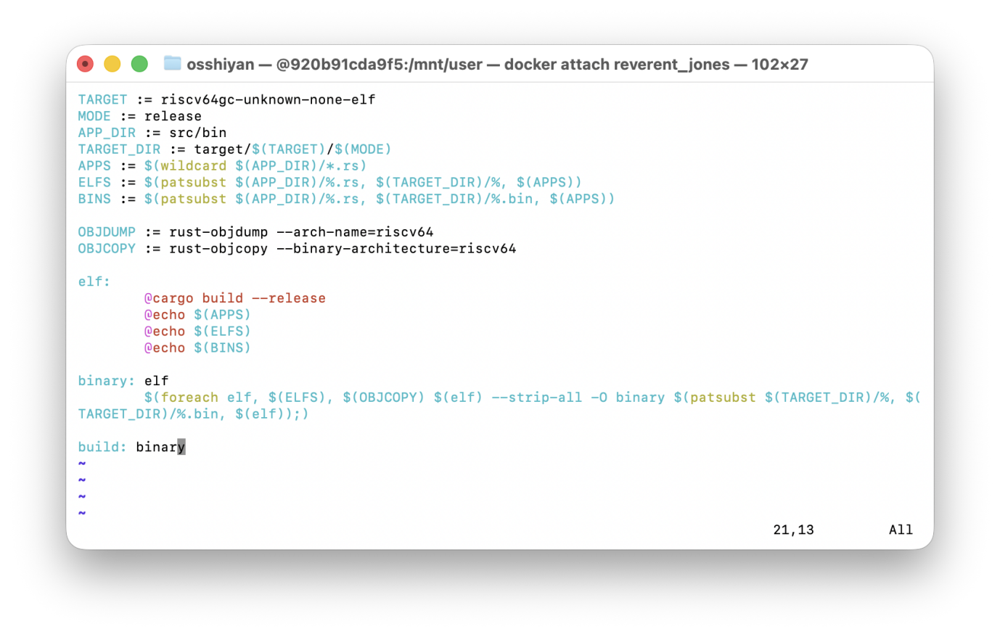 osshiyan — @920b91cda9f5:/mnt/user — docker attach reverent_jones — 102×27
TARGET := riscv64gc-unknown-none-elf
MODE := release
APP_DIR := src/bin
TARGET_DIR := target/$(TARGET)/$(MODE)
APPS := $(wildcard $(APP_DIR)/*.rs)
ELFS := $(patsubst $(APP_DIR)/%.rs, $(TARGET_DIR)/%, $(APPS))
BINS := $(patsubst $(APP_DIR)/%.rs, $(TARGET_DIR)/%.bin, $(APPS))

OBJDUMP := rust-objdump --arch-name=riscv64
OBJCOPY := rust-objcopy --binary-architecture=riscv64

elf:
        @cargo build --release
        @echo $(APPS)
        @echo $(ELFS)
        @echo $(BINS)

binary: elf
        $(foreach elf, $(ELFS), $(OBJCOPY) $(elf) --strip-all -O binary $(patsubst $(TARGET_DIR)/%, $(
TARGET_DIR)/%.bin, $(elf));)

build: binary
~
~
~
~
21,13 All